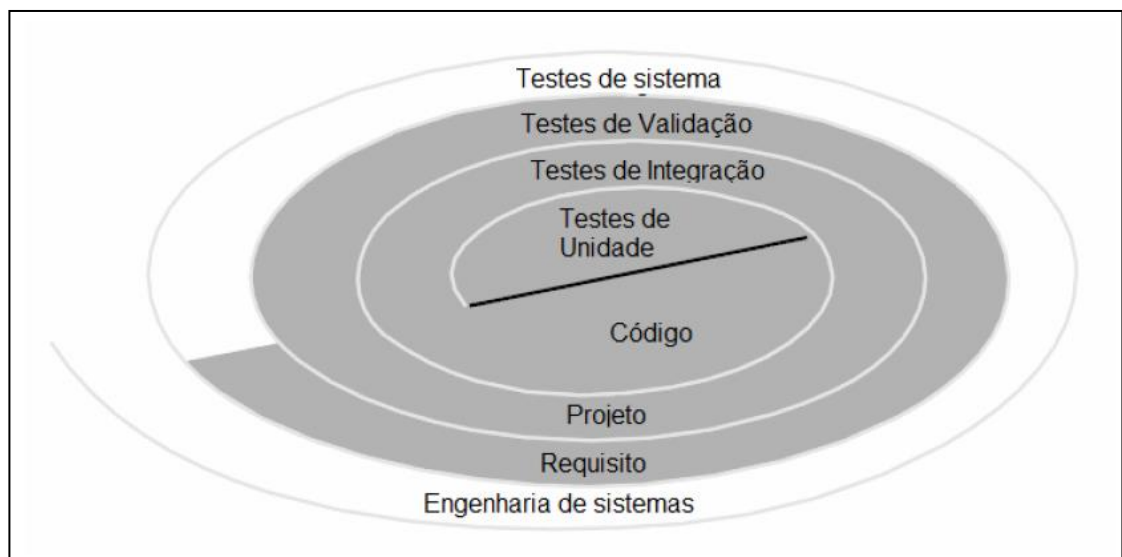 Testes de sistema
Testes de Validação
Testes de Integração
Testes de
Unidade
Código
Projeto
Requisito
Engenharia de sistemas